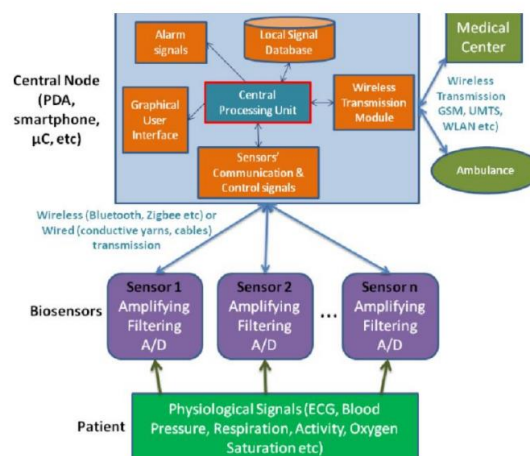 Alarm
signals
Local Signal
Database
Medical
Center
Central Node
(PDA,
smartphone,
μC, etc)
Central
Processing Unit
Wireless
Transmission
Module
Graphical
User
Interface
Wireless
Transmission
GSM, UMTS,
WLAN etc)
Sensors'
Communication &
Control signals
Ambulance
Wireless (Bluetooth, Zigbee etc) or
Wired (conductive yarns, cables)
transmission
Biosensors
Sensor 1
Amplifying
Filtering
A/D
Sensor 2
Amplifying
Filtering
A/D
...
Sensor n
Amplifying
Filtering
A/D
Patient
Physiological Signals (ECG, Blood
Pressure, Respiration, Activity, Oxygen
Saturation etc)